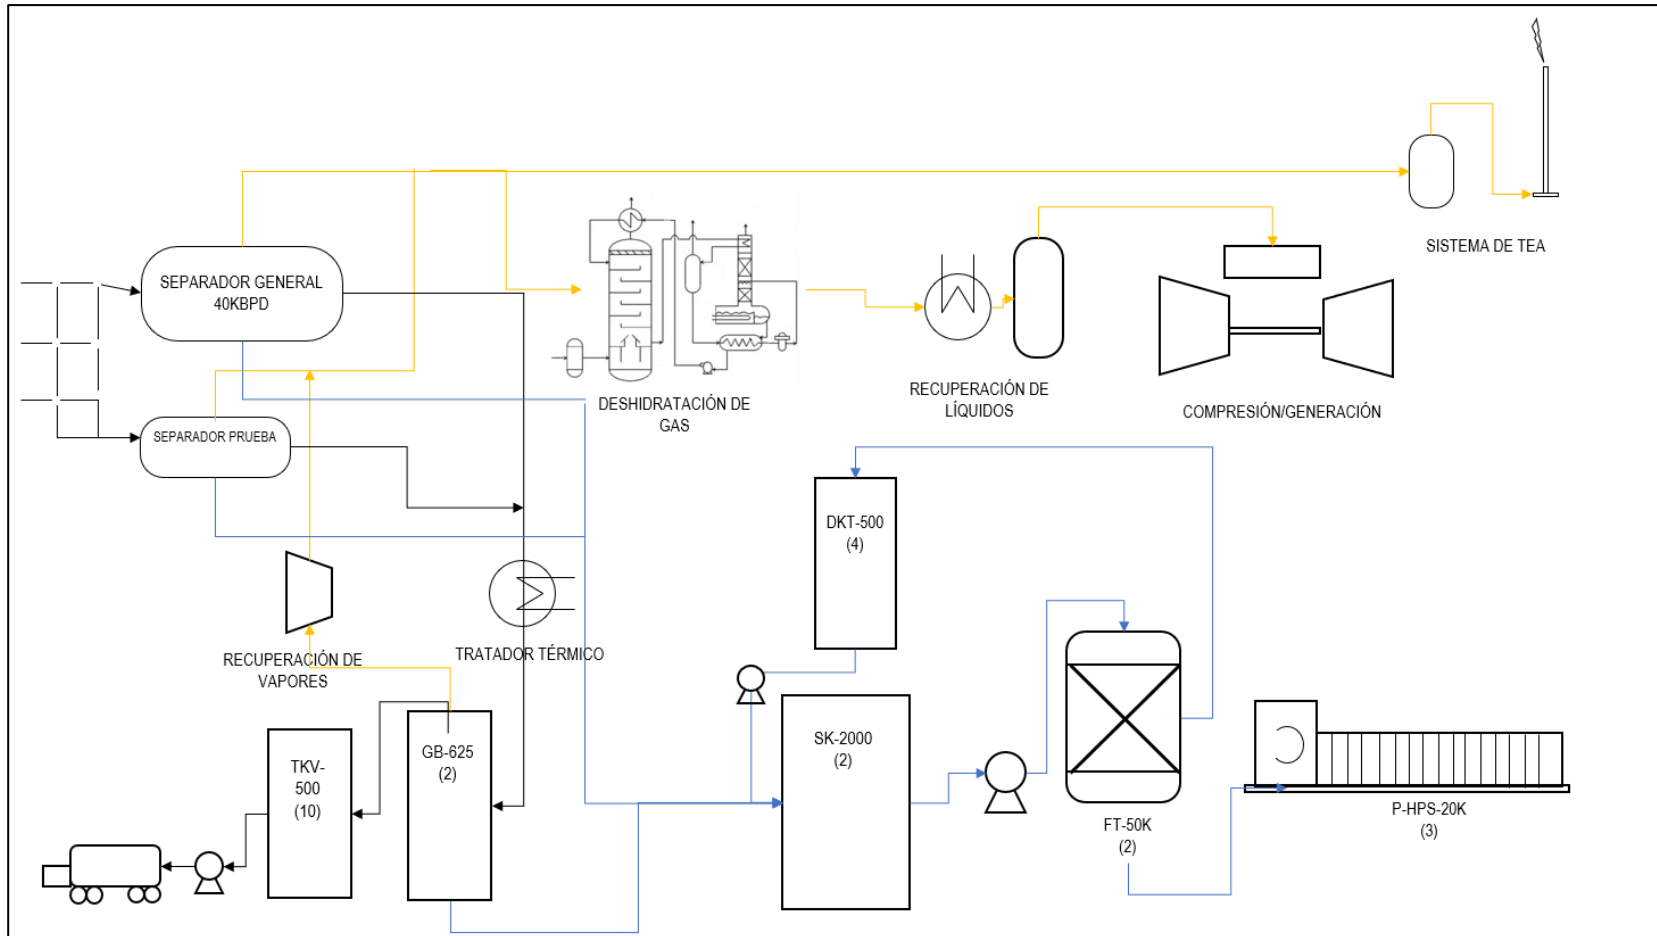 SISTEMA DE TEA
SEPARADOR GENERAL
40KBPD
RECUPERACIÓN DE
LÍQUIDOS
COMPRESIÓN/GENERACIÓN
DESHIDRATACIÓN DE
GAS
SEPARADOR PRUEBA
DKT-500
(4)
RECUPERACIÓN DE
VAPORES
TRATADOR TÉRMICO
TKV-
500
(10)
GB-625
(2)
SK-2000
(2)
FT-50K
(2)
P-HPS-20K
(3)